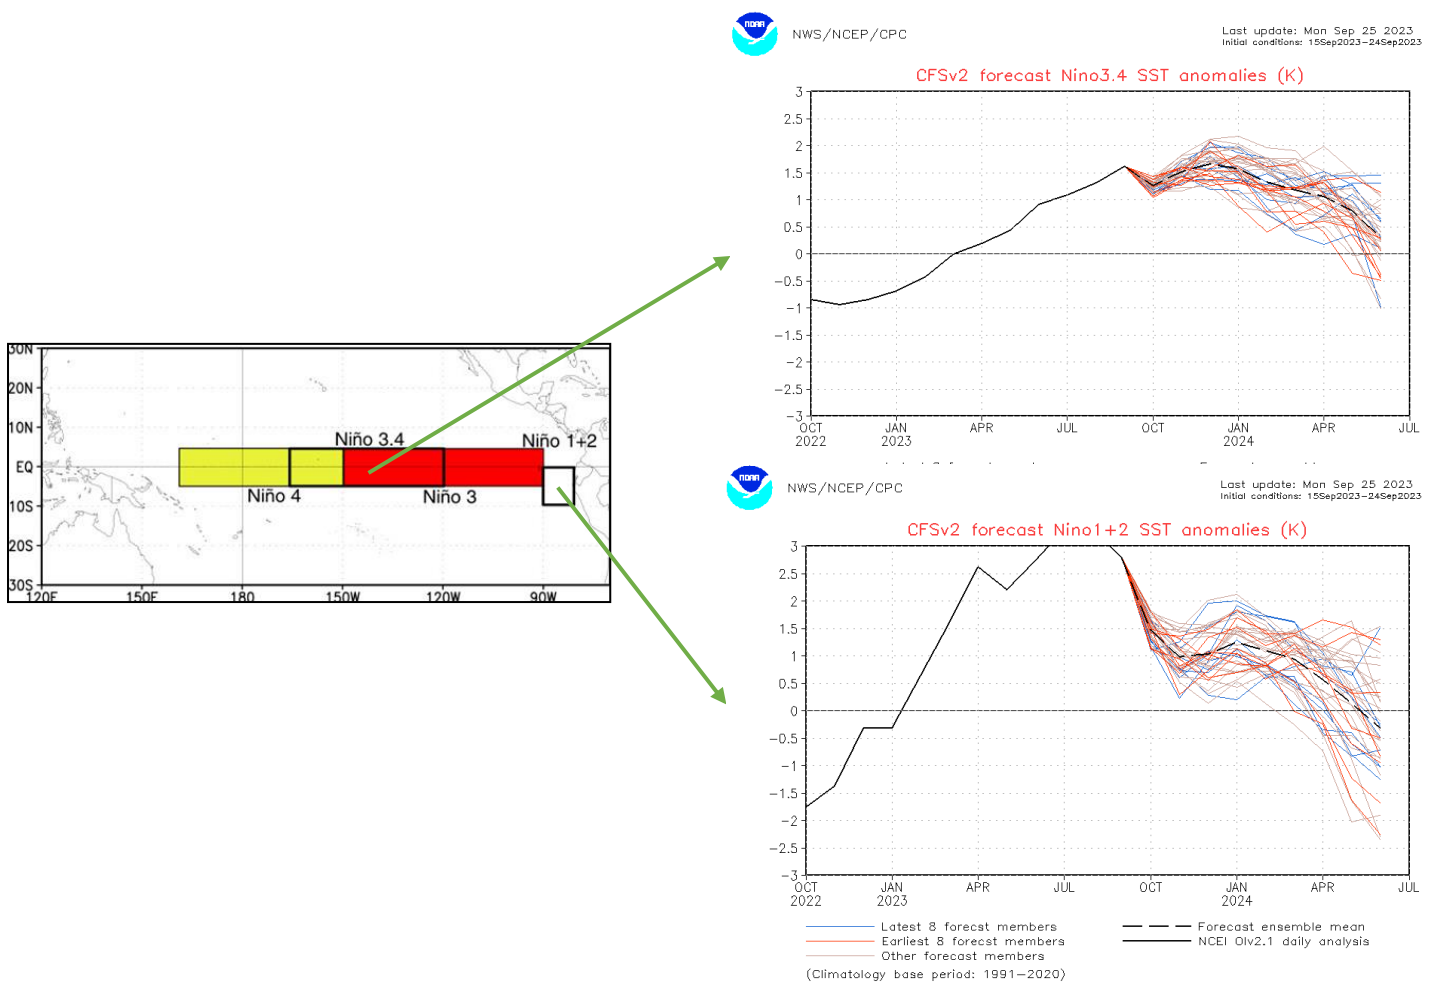 NOAA
NWS/NCEP/CPC
Last update: Mon Sep 25 2023
Initial conditions: 15Sep2023-24Sep2023
CFSv2 forecast Nino3.4 SST anomalies (K)
3
2.5
2
1.5
1
0.5
0
-0.5
-1
-1.5
-2
-2.5
-3
OCT JAN APR JUL OCT JAN APR JUL
2022 2023 2024
30N
20N
10N
EQ
10S
20S
30S
120E 150E 180 150W 120W 90W
Niño 3.4
Niño 1+2
Niño 4
Niño 3
NOAA
NWS/NCEP/CPC
Last update: Mon Sep 25 2023
Initial conditions: 15Sep2023-24Sep2023
CFSv2 forecast Nino1+2 SST anomalies (K)
3
2.5
2
1.5
1
0.5
0
-0.5
-1
-1.5
-2
-2.5
-3
OCT JAN APR JUL OCT JAN APR JUL
2022 2023 2024
Latest 8 forecst members
Earliest 8 forecst members
Other forecast members
(Climatology base period: 1991-2020)
Forecast ensemble mean
NCEI OIv2.1 daily analysis